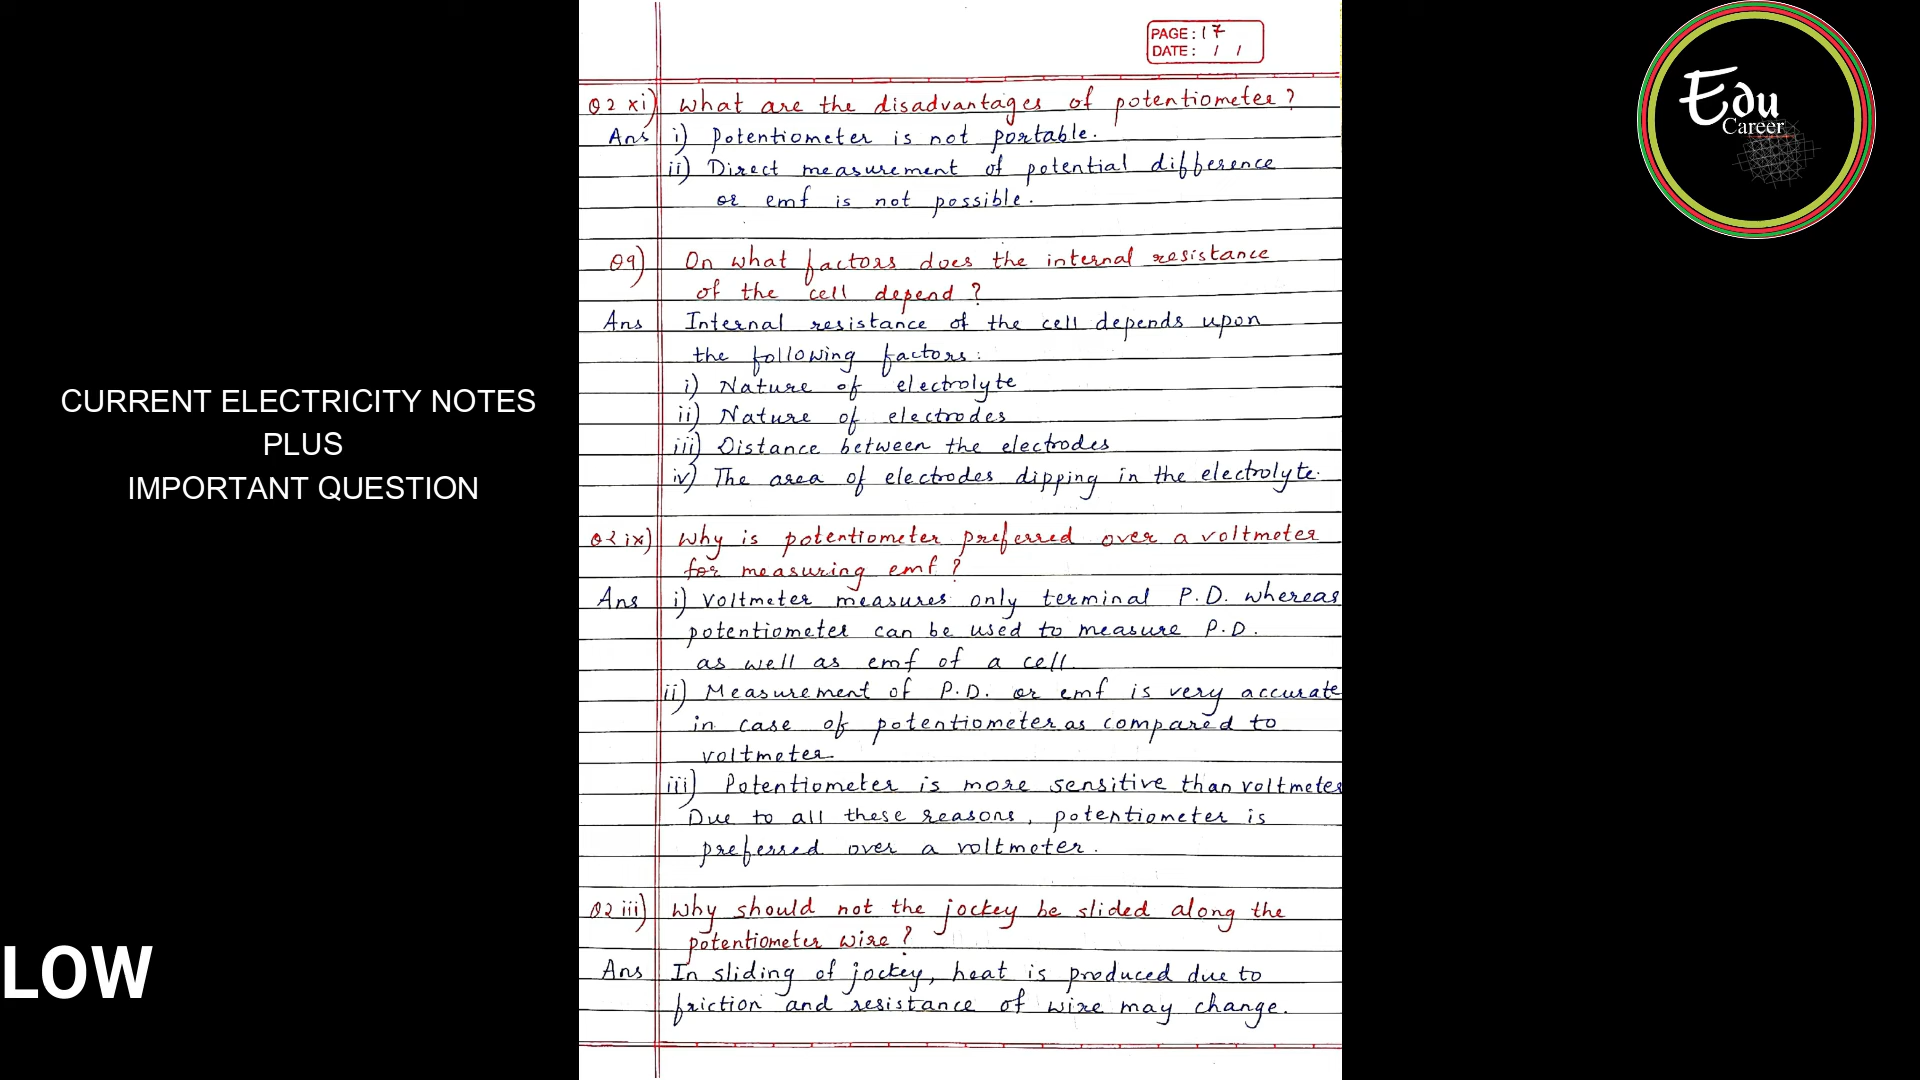 PAGE: 17
DATE: / /
Q2 xi) What are the disadvantages of potentiometer?
Ans i) Potentiometer is not portable.
ii) Direct measurement of potential difference
or emf is not possible.
Q9) On what factors does the internal resistance
of the cell depend?
Ans Internal resistance of the cell depends upon
the following factors:
i) Nature of electrolyte
ii) Nature of electrodes
iii) Distance between the electrodes
iv) The area of electrodes dipping in the electrolyte.
Q2 ix) Why is potentiometer preferred over a voltmeter
for measuring emf?
Ans i) Voltmeter measures only terminal P.D. whereas
potentiometer can be used to measure P.D.
as well as emf of a cell.
ii) Measurement of P.D. or emf is very accurate
in case of potentiometer as compared to
voltmeter.
iii) Potentiometer is more sensitive than voltmeter
Due to all these reasons, potentiometer is
preferred over a voltmeter.
Q2 iii) Why should not the jockey be slided along the
potentiometer wire?
Ans In sliding of jockey, heat is produced due to
friction and resistance of wire may change.
CURRENT ELECTRICITY NOTES
PLUS
IMPORTANT QUESTION
LOW
Edu
Career